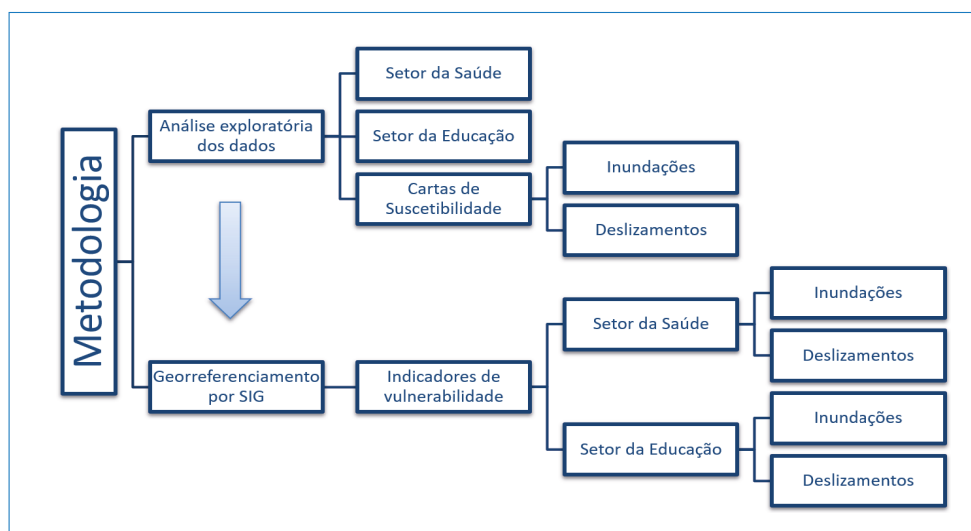 Metodologia
Análise exploratória
dos dados
Setor da Saúde
Setor da Educação
Cartas de
Suscetibilidade
Inundações
Deslizamentos
Georreferenciamento
por SIG
Indicadores de
vulnerabilidade
Setor da Saúde
Inundações
Deslizamentos
Setor da Educação
Inundações
Deslizamentos